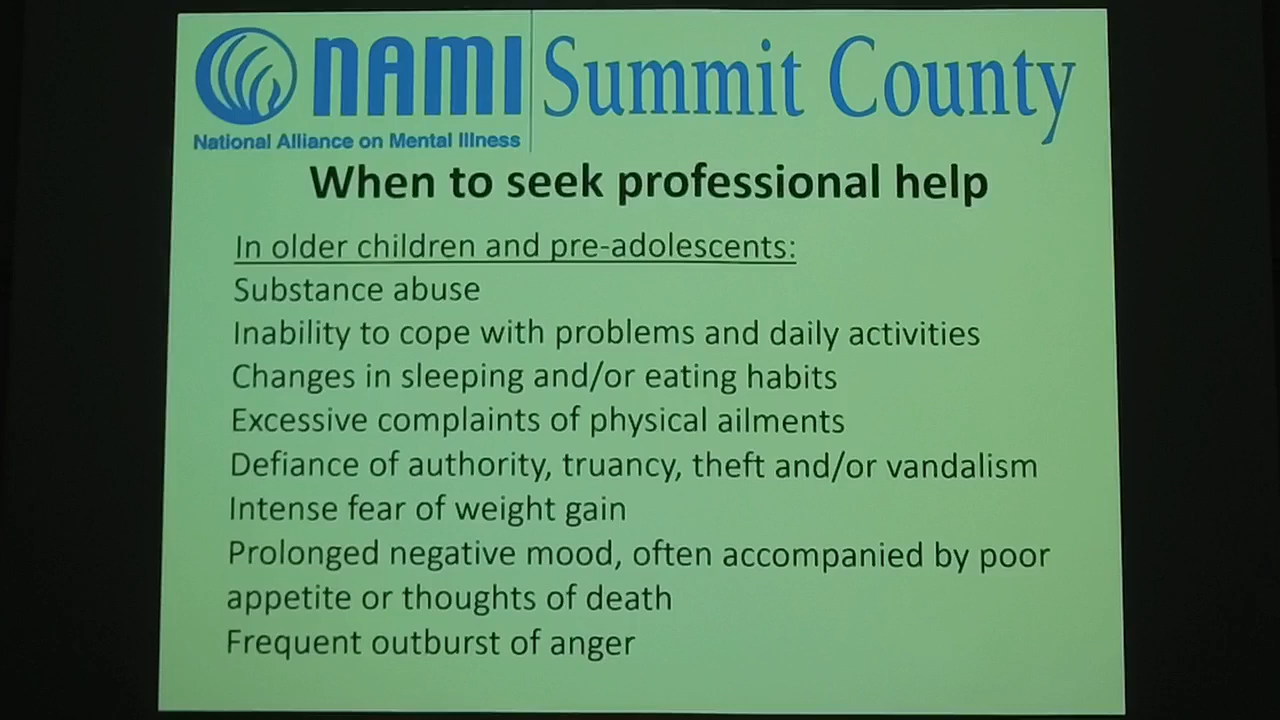 NAMI Summit County
National Alliance on Mental Illness
When to seek professional help
In older children and pre-adolescents:
Substance abuse
Inability to cope with problems and daily activities
Changes in sleeping and/or eating habits
Excessive complaints of physical ailments
Defiance of authority, truancy, theft and/or vandalism
Intense fear of weight gain
Prolonged negative mood, often accompanied by poor
appetite or thoughts of death
Frequent outburst of anger